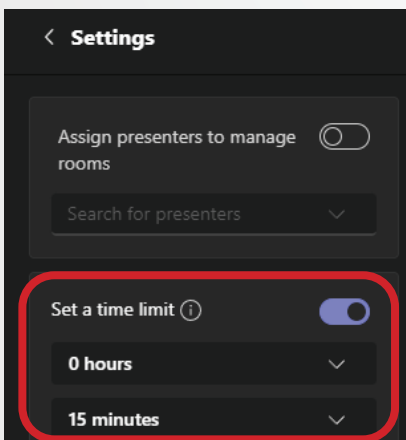 Settings
Assign presenters to manage
rooms
Search for presenters
Set a time limit
0 hours
15 minutes